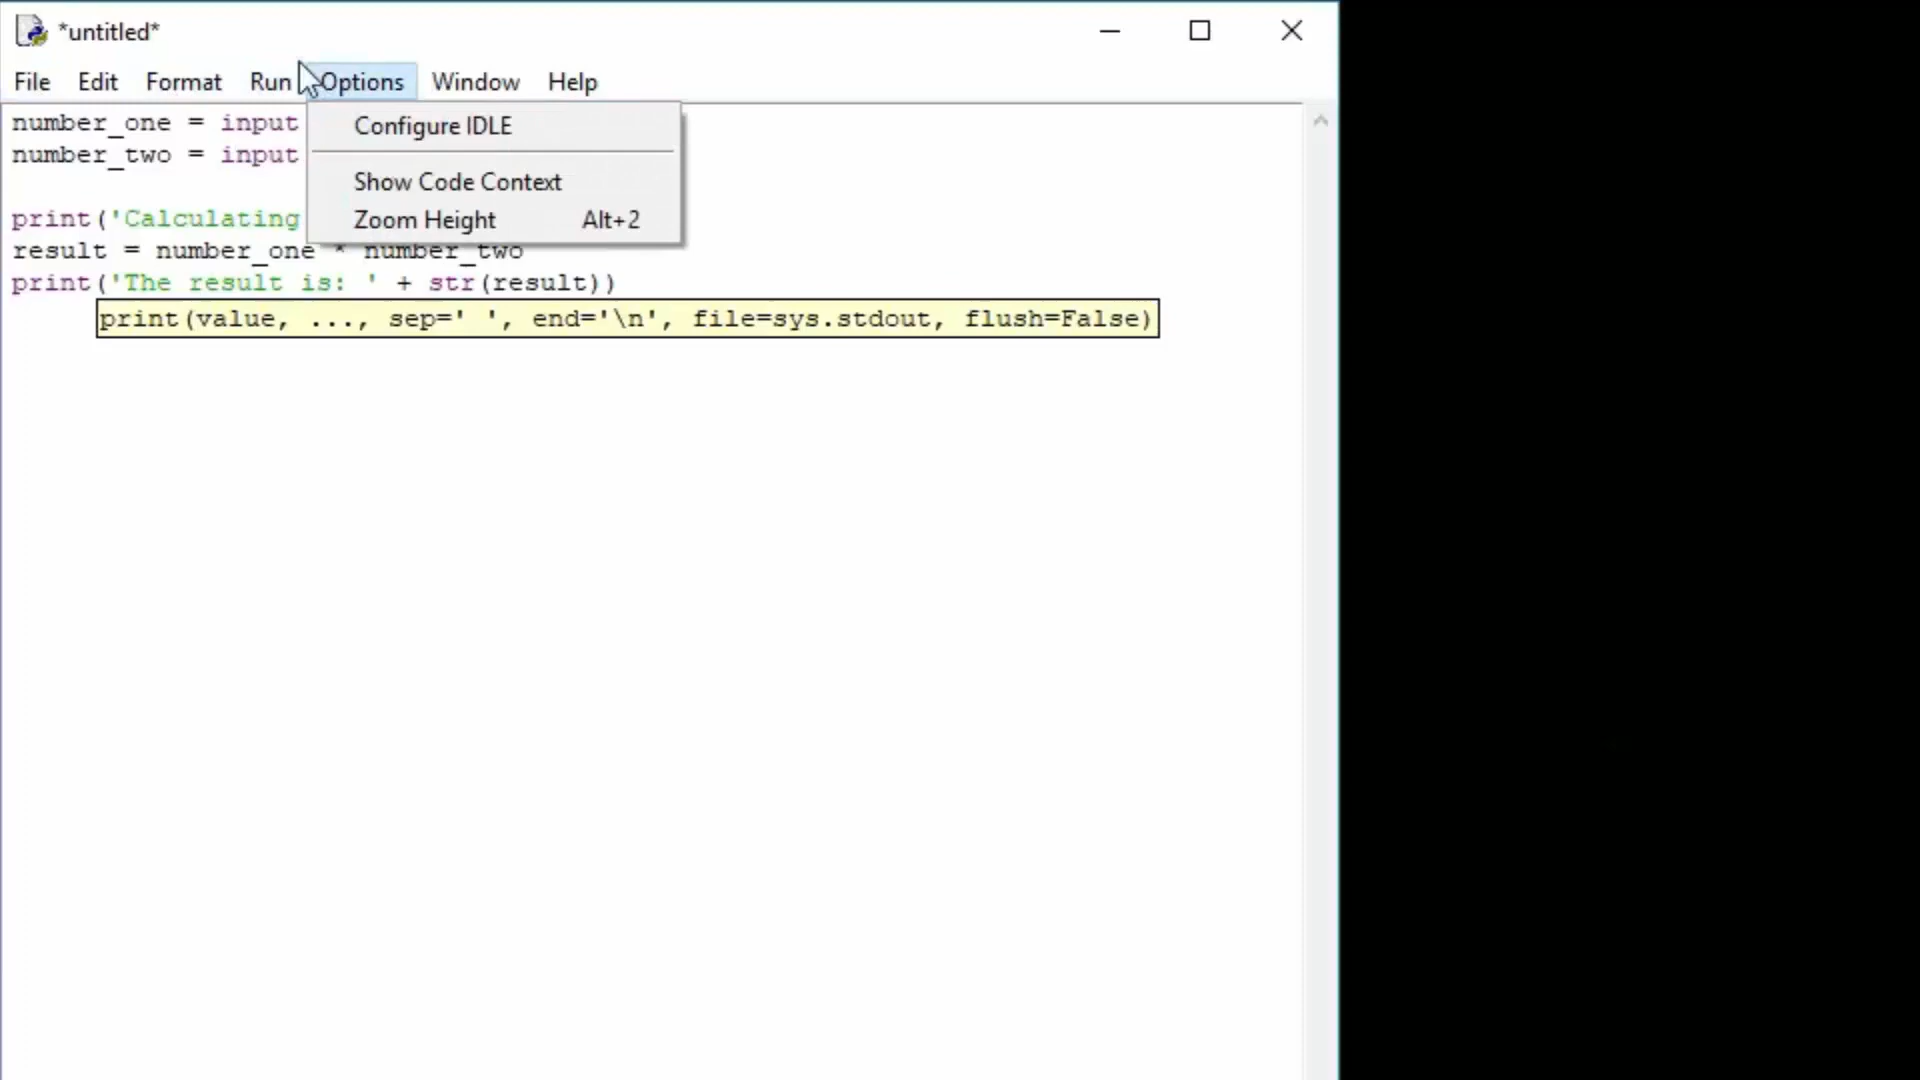 *untitled*
File Edit Format Run Options Window Help
number_one = input
number_two = input
Configure IDLE
Show Code Context
Zoom Height Alt+2
print('Calculating
result = number_one * number_two
print('The result is: ' + str(result))
print(value, ..., sep=' ', end='\n', file=sys.stdout, flush=False)